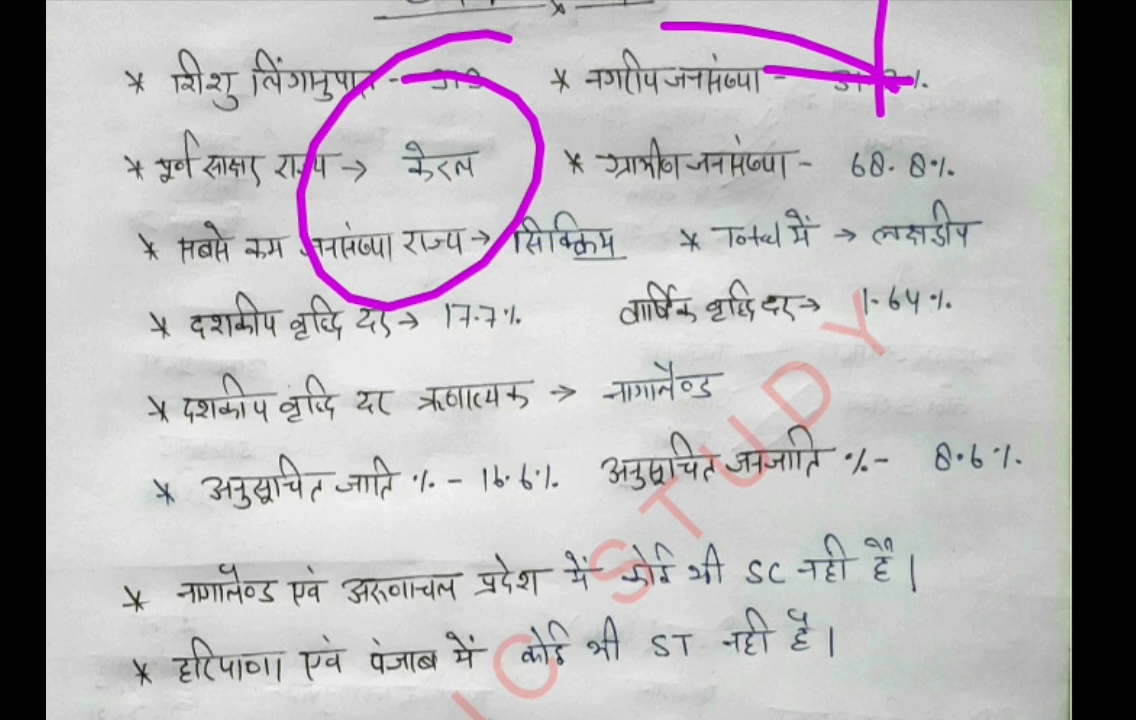 * शिशु लिंगानुपात - * नगरीय जनसंख्या - %.
* पूर्ण साक्षर राज्य → केरल * ग्रामीण जनसंख्या - 68.8%.
* सबसे कम जनसंख्या राज्य → सिक्किम * Total में → लक्षद्वीप
* दशकीय वृद्धि दर → 17.7% वार्षिक वृद्धि दर → 1.64%.
* दशकीय वृद्धि दर ऋणात्मक → नागालैण्ड
* अनुसूचित जाति % - 16.6% अनुसूचित जनजाति % - 8.6%.
* नागालैण्ड एवं अरुणाचल प्रदेश में कोई भी SC नही है।
* हरियाणा एवं पंजाब में कोई भी ST नही है।
STUDY